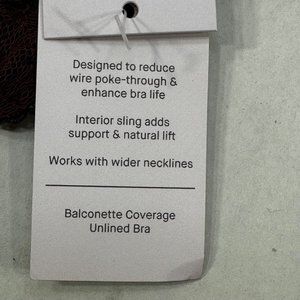 Designed to reduce
wire poke-through &
enhance bra life
Interior sling adds
support & natural lift
Works with wider necklines
Balconette Coverage
Unlined Bra